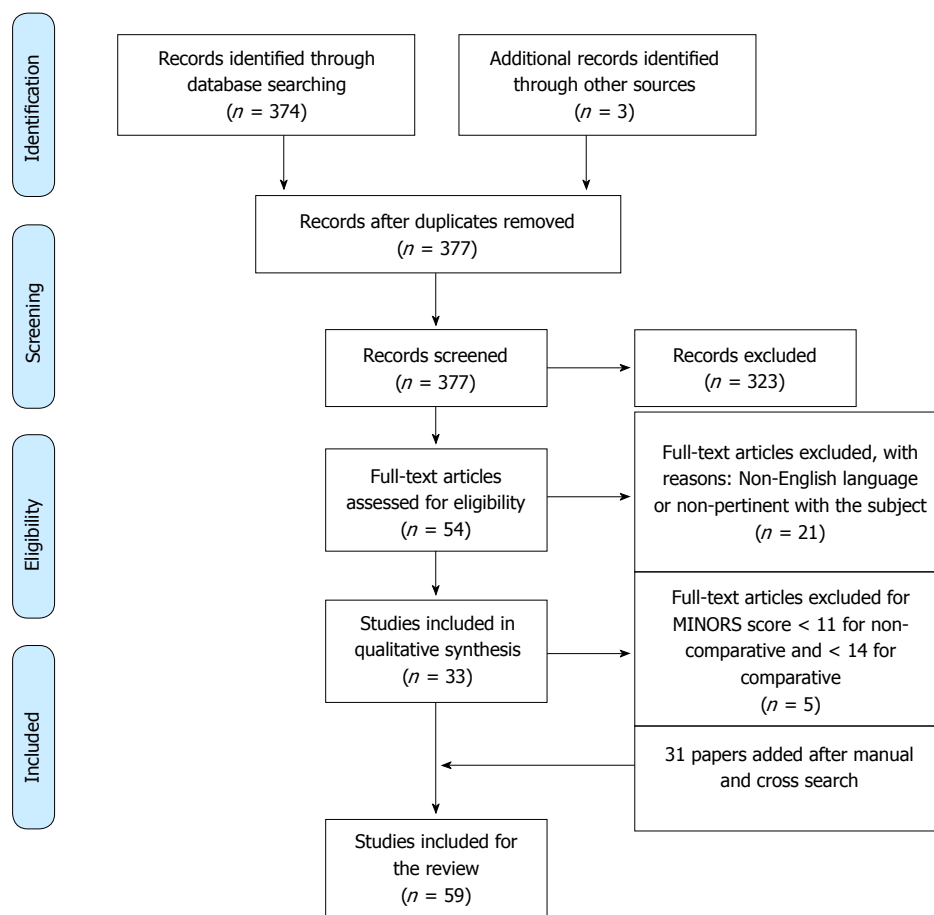 Identification
Records identified through
database searching
(n = 374)
Additional records identified
through other sources
(n = 3)
Records after duplicates removed
(n = 377)
Screening
Records screened
(n = 377)
Records excluded
(n = 323)
Eligibility
Full-text articles
assessed for eligibility
(n = 54)
Full-text articles excluded, with
reasons: Non-English language
or non-pertinent with the subject
(n = 21)
Studies included in
qualitative synthesis
(n = 33)
Full-text articles excluded for
MINORS score < 11 for non-
comparative and < 14 for
comparative
(n = 5)
Included
31 papers added after manual
and cross search
Studies included for
the review
(n = 59)